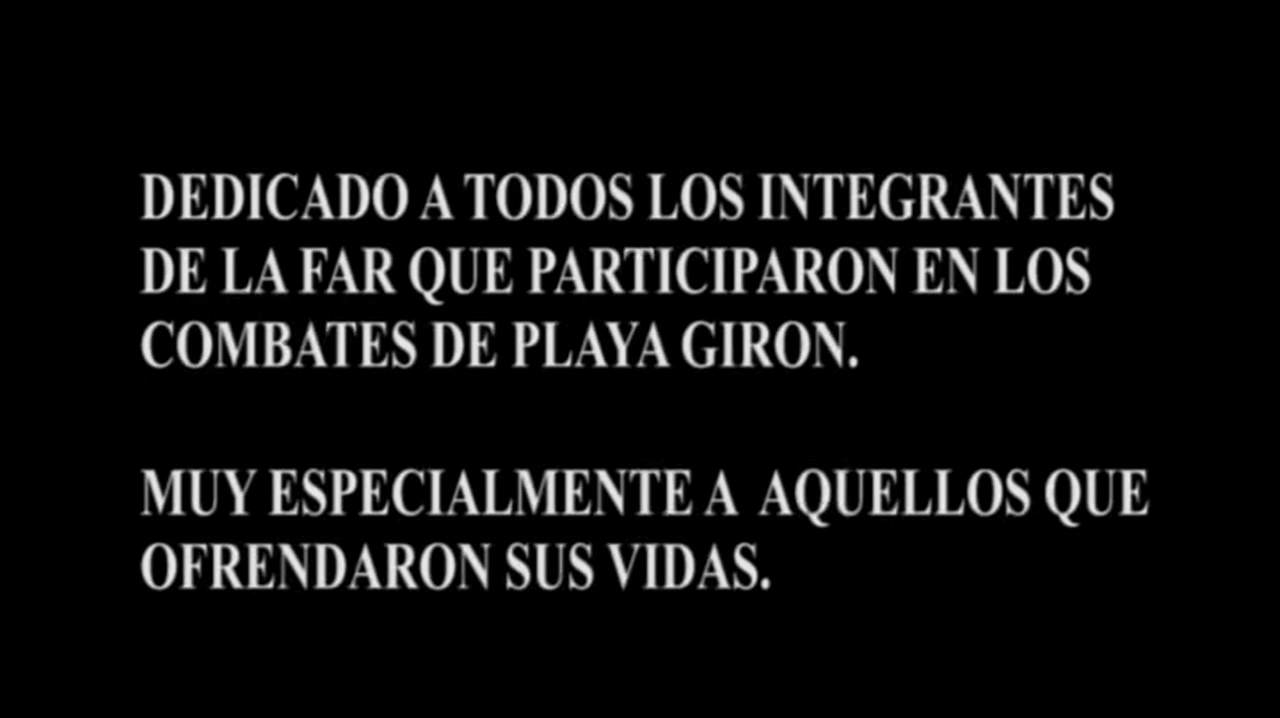 DEDICADO A TODOS LOS INTEGRANTES
DE LA FAR QUE PARTICIPARON EN LOS
COMBATES DE PLAYA GIRON.
MUY ESPECIALMENTE A AQUELLOS QUE
OFRENDARON SUS VIDAS.